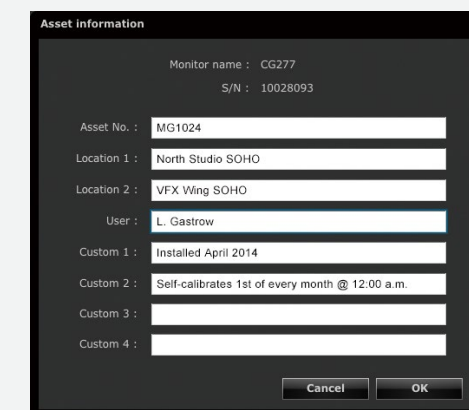 Asset information
Monitor name : CG277
S/N : 10028093
Asset No. : MG1024
Location 1 : North Studio SOHO
Location 2 : VFX Wing SOHO
User : L. Gastrow
Custom 1 : Installed April 2014
Custom 2 : Self-calibrates 1st of every month @ 12:00 a.m.
Custom 3 :
Custom 4 :
Cancel OK